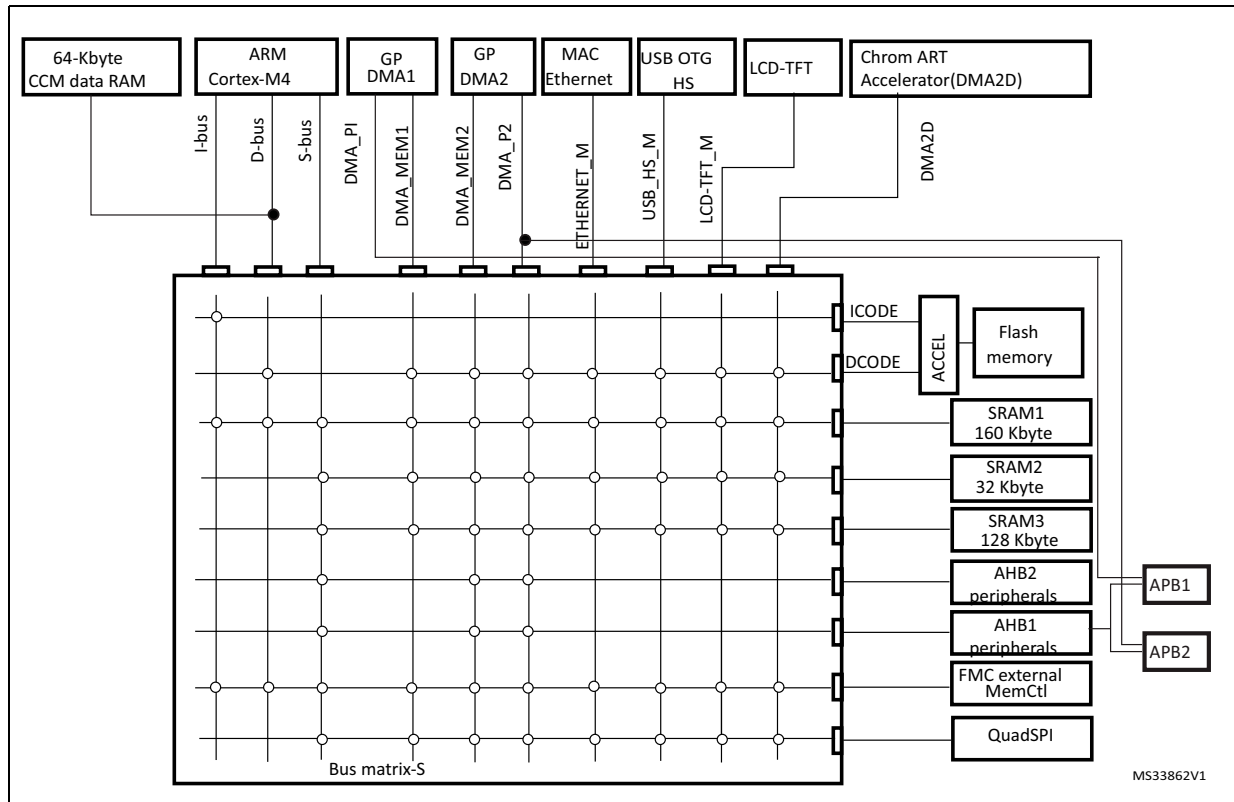 64-Kbyte
CCM data RAM
ARM
Cortex-M4
GP
DMA1
GP
DMA2
MAC
Ethernet
USB OTG
HS
LCD-TFT
Chrom ART
Accelerator(DMA2D)
I-bus
D-bus
S-bus
DMA_PI
DMA_MEM1
DMA_MEM2
DMA_P2
ETHERNET_M
USB_HS_M
LCD-TFT_M
DMA2D
ICODE
DCODE
ACCEL
Flash
memory
SRAM1
160 Kbyte
SRAM2
32 Kbyte
SRAM3
128 Kbyte
AHB2
peripherals
AHB1
peripherals
APB1
APB2
FMC external
MemCtl
QuadSPI
Bus matrix-S
MS33862V1